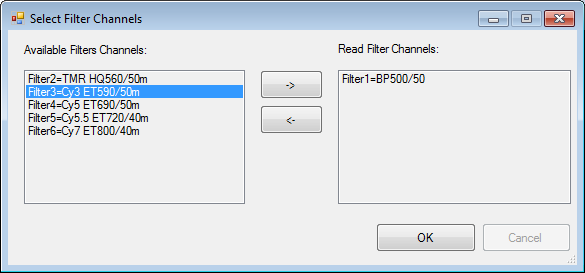 Select Filter Channels
Available Filters Channels:
Read Filter Channels:
Filter2=TMR HQ560/50m
Filter3=Cy3 ET590/50m
Filter4=Cy5 ET690/50m
Filter5=Cy5.5 ET720/40m
Filter6=Cy7 ET800/40m
->
<-
Filter1=BP500/50
OK
Cancel